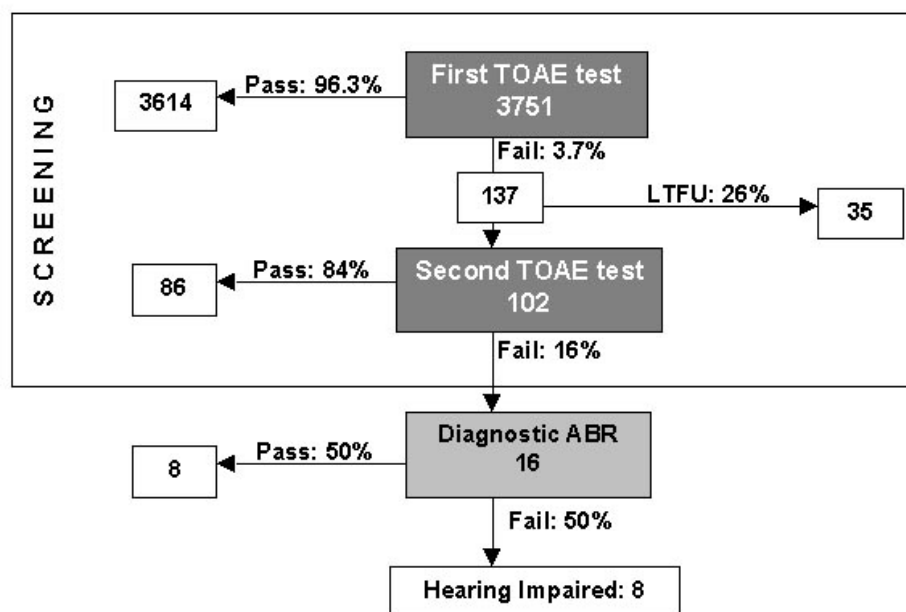 SCREENING
First TOAE test
3751
Pass: 96.3%
3614
Fail: 3.7%
137
LTFU: 26%
35
Second TOAE test
102
Pass: 84%
86
Fail: 16%
Diagnostic ABR
16
Pass: 50%
8
Fail: 50%
Hearing Impaired: 8